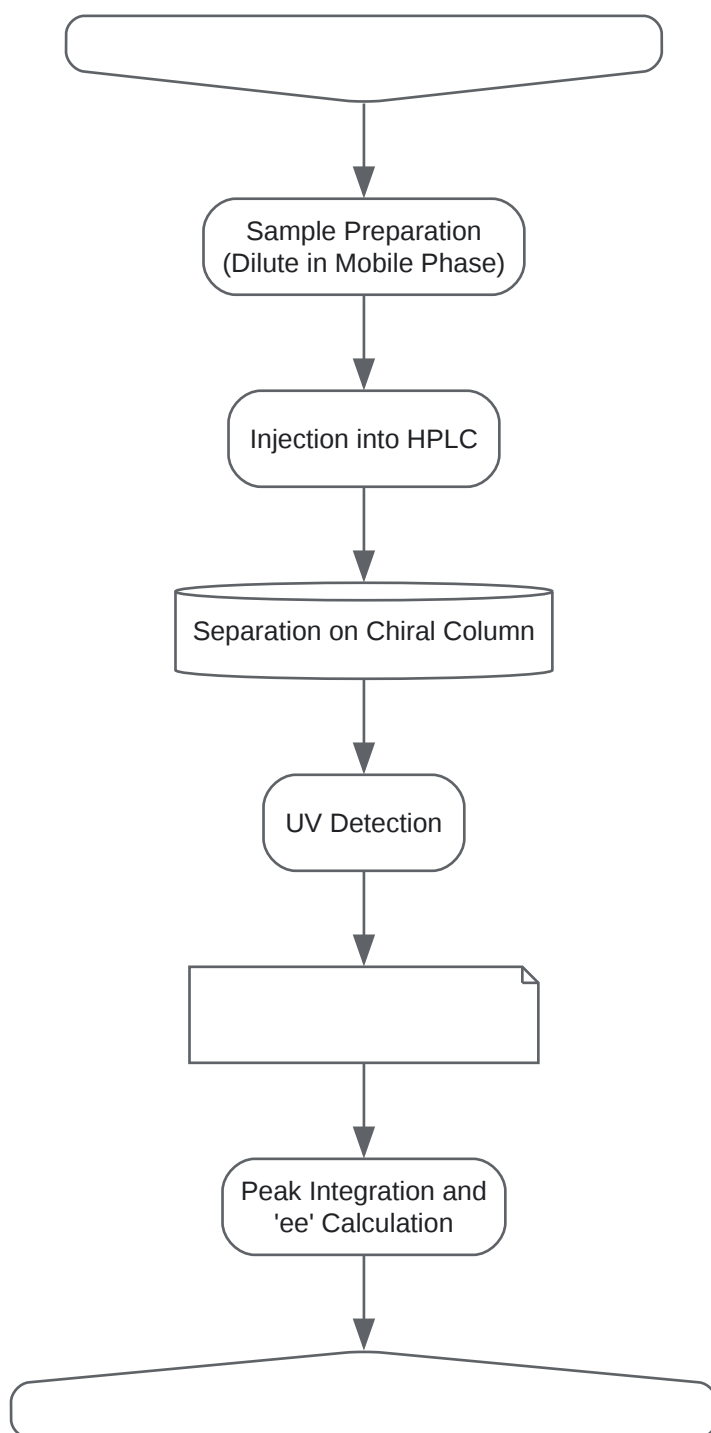 Sample Preparation
(Dilute in Mobile Phase)
Injection into HPLC
Separation on Chiral Column
UV Detection
Peak Integration and
'ee' Calculation